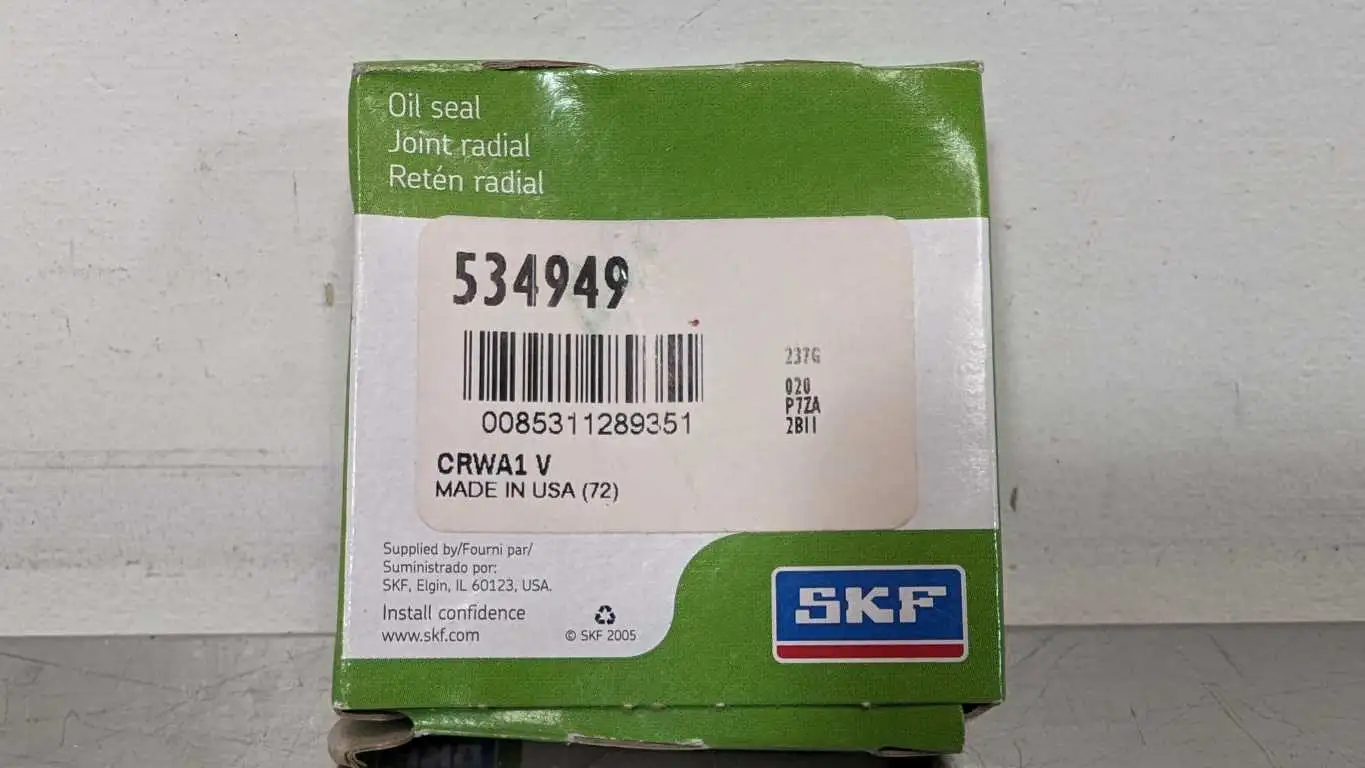 Oil seal
Joint radial
Retén radial
534949
0085311289351
237G
020
P7ZA
2B11
CRWA1 V
MADE IN USA (72)
Supplied by/Fourni par/
Suministrado por:
SKF, Elgin, IL 60123, USA.
Install confidence
www.skf.com
© SKF 2005
SKF